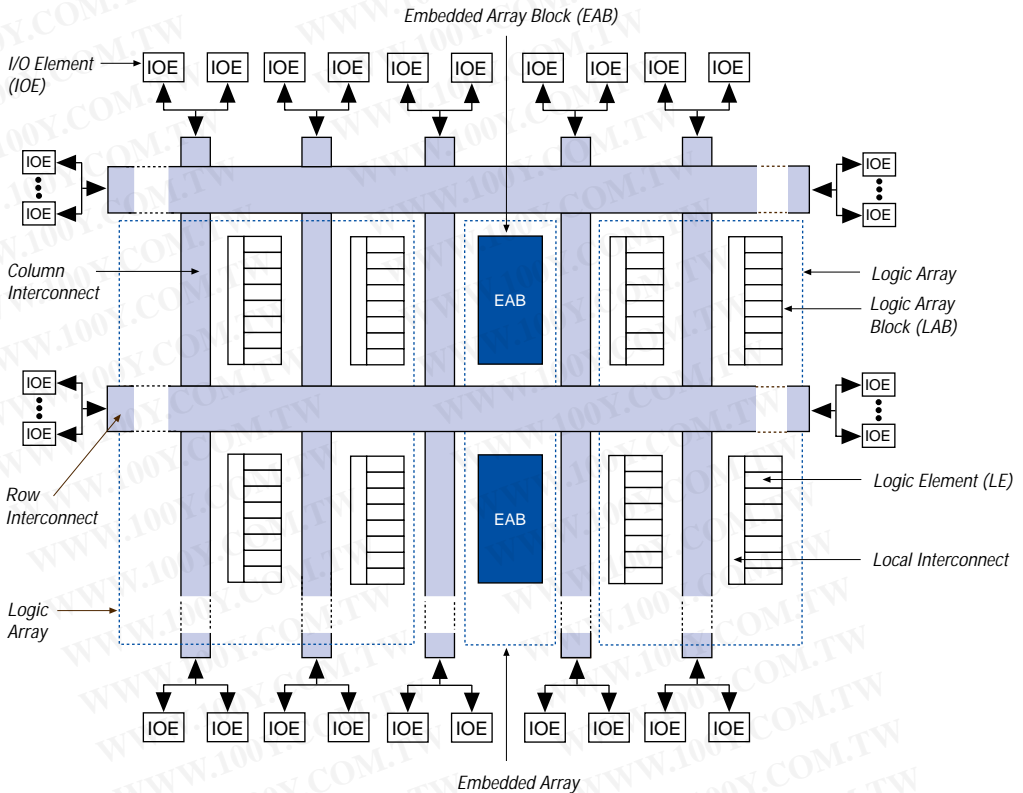 Embedded Array Block (EAB)
I/O Element
(IOE)
IOE IOE IOE IOE IOE IOE IOE IOE IOE IOE
IOE
IOE
IOE
IOE
Column
Interconnect
EAB
Logic Array
Logic Array
Block (LAB)
IOE
IOE
IOE
IOE
Row
Interconnect
EAB
Logic Element (LE)
Local Interconnect
Logic
Array
IOE IOE IOE IOE IOE IOE IOE IOE IOE IOE
Embedded Array
WWW.100Y.COM.TW